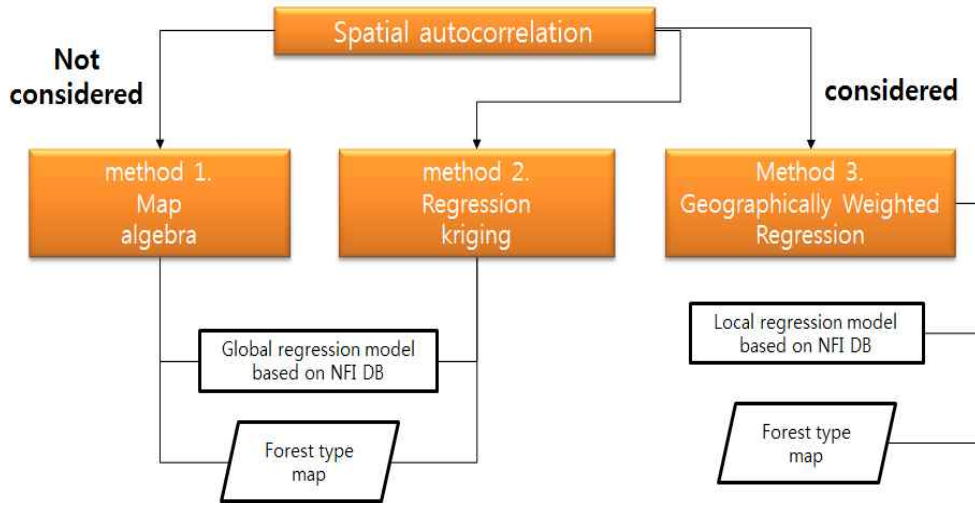 Spatial autocorrelation
Not
considered
considered
method 1.
Map
algebra
method 2.
Regression
kriging
Method 3.
Geographically Weighted
Regression
Global regression model
based on NFI DB
Local regression model
based on NFI DB
Forest type
map
Forest type
map